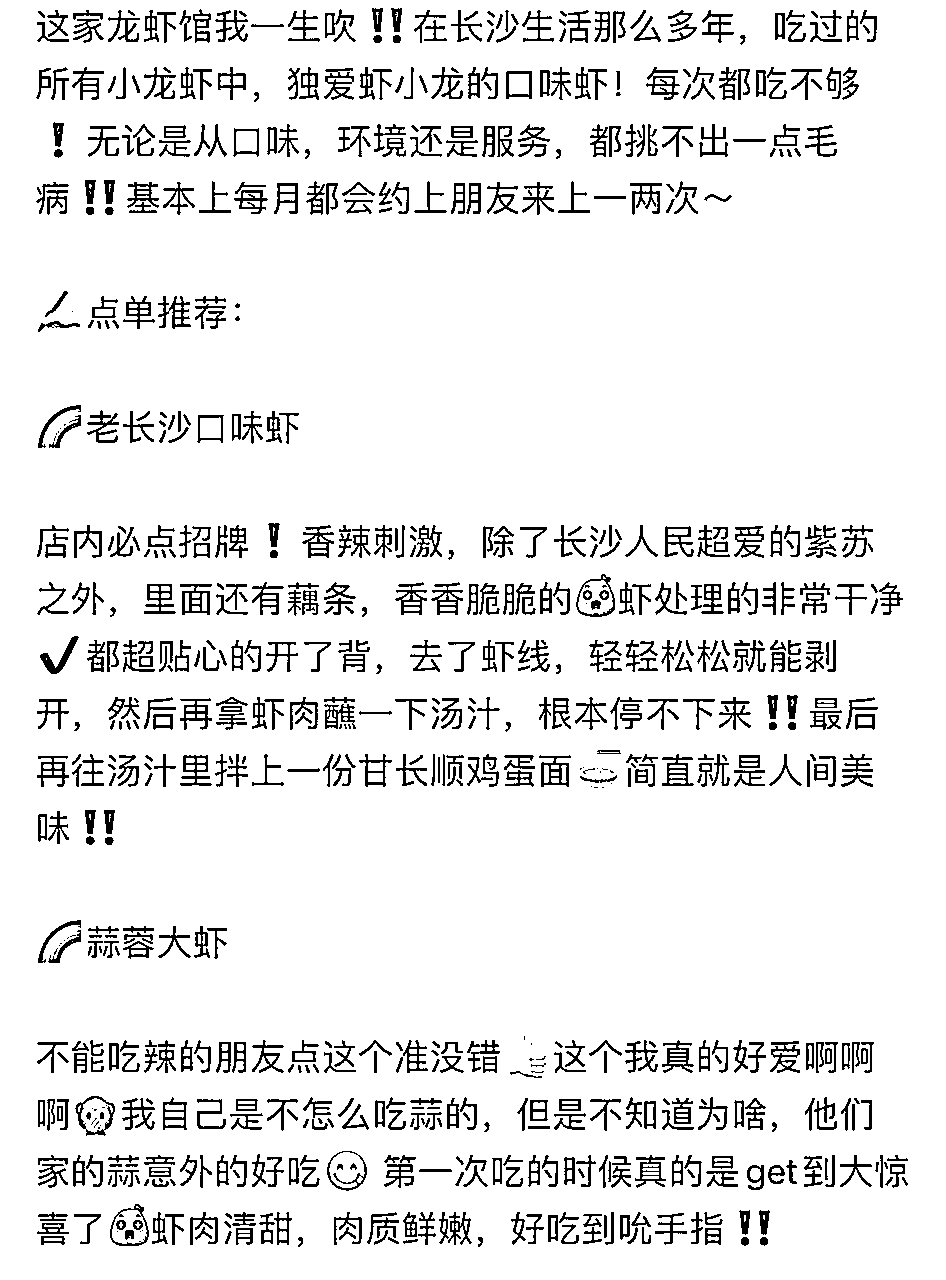 这家龙虾馆我一生吹‼️在长沙生活那么多年，吃过的
所有小龙虾中，独爱虾小龙的口味虾！每次都吃不够
❗无论是从口味，环境还是服务，都挑不出一点毛
病‼️基本上每月都会约上朋友来上一两次～
✍️点单推荐：
🌈老长沙口味虾
店内必点招牌❗香辣刺激，除了长沙人民超爱的紫苏
之外，里面还有藕条，香香脆脆的😮虾处理的非常干净
✔️都超贴心的开了背，去了虾线，轻轻松松就能剥
开，然后再拿虾肉蘸一下汤汁，根本停不下来‼️最后
再往汤汁里拌上一份甘长顺鸡蛋面🍜简直就是人间美
味‼️
🌈蒜蓉大虾
不能吃辣的朋友点这个准没错👍这个我真的好爱啊啊
啊🙊我自己是不怎么吃蒜的，但是不知道为啥，他们
家的蒜意外的好吃😋 第一次吃的时候真的是get到大惊
喜了😮虾肉清甜，肉质鲜嫩，好吃到吮手指‼️